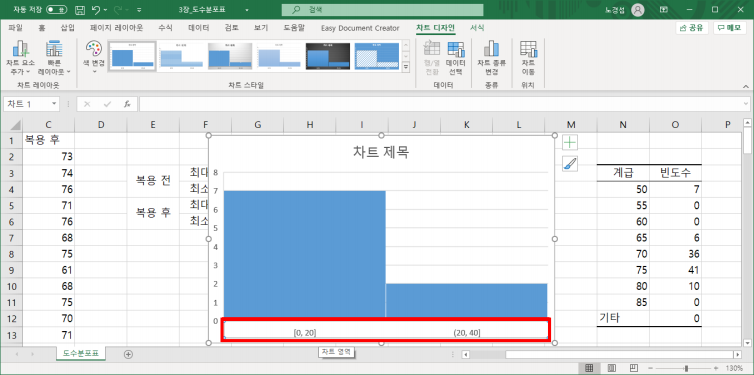 자동 저장
3장_도수분포표
검색
노경섭
파일 홈 삽입 페이지 레이아웃 수식 데이터 검토 보기 도움말 Easy Document Creator 차트 디자인 서식
공유 메모
차트 요소 추가
빠른 레이아웃
색 변경
행/열 전환
데이터 선택
차트 종류 변경
차트 이동
차트 레이아웃 차트 스타일 데이터 종류 위치
차트 1
fx
C D E F G H I J K L M N O P
1 복용 후
2 73
3 74 최대 계급 빈도수
4 76 복용 전 최소 50 7
5 71 최대 55 0
6 76 복용 후 최소 60 0
7 68 65 6
8 75 70 36
9 61 75 41
10 68 80 10
11 75 85 0
12 70 기타 0
13 71
차트 제목
8
7
6
5
4
3
2
1
0
[0, 20] (20, 40]
차트 영역
도수분포표
130%